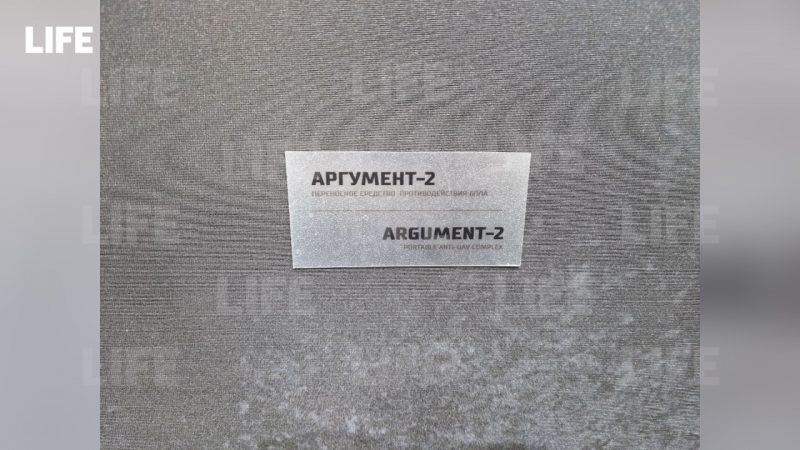 LIFE
АРГУМЕНТ-2
ПЕРЕНОСНОЕ СРЕДСТВО ПРОТИВОДЕЙСТВИЯ БПЛА
ARGUMENT-2
PORTABLE ANTI-UAV COMPLEX